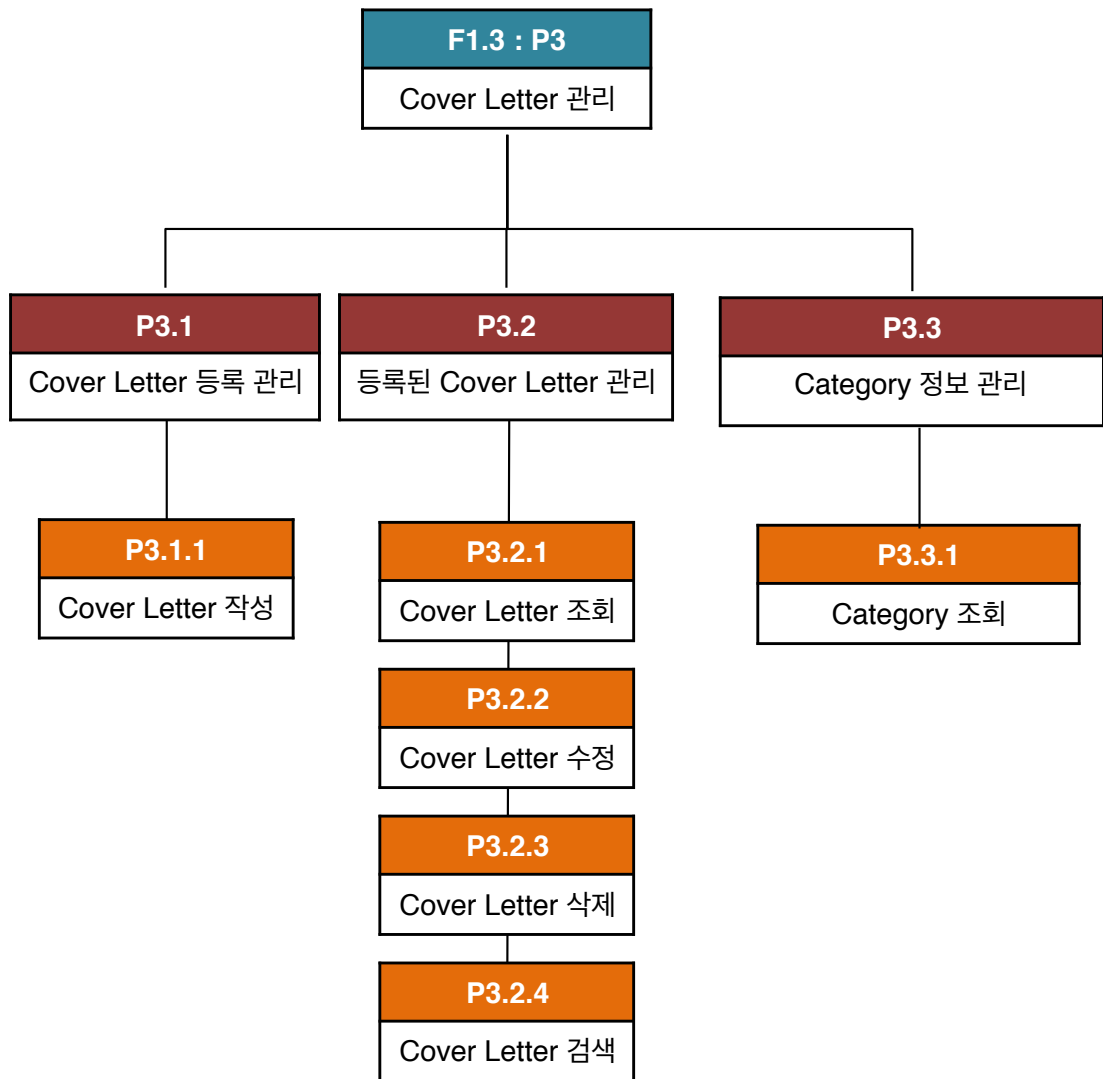 F1.3 : P3
Cover Letter 관리
P3.1
Cover Letter 등록 관리
P3.2
등록된 Cover Letter 관리
P3.3
Category 정보 관리
P3.1.1
Cover Letter 작성
P3.2.1
Cover Letter 조회
P3.2.2
Cover Letter 수정
P3.2.3
Cover Letter 삭제
P3.2.4
Cover Letter 검색
P3.3.1
Category 조회